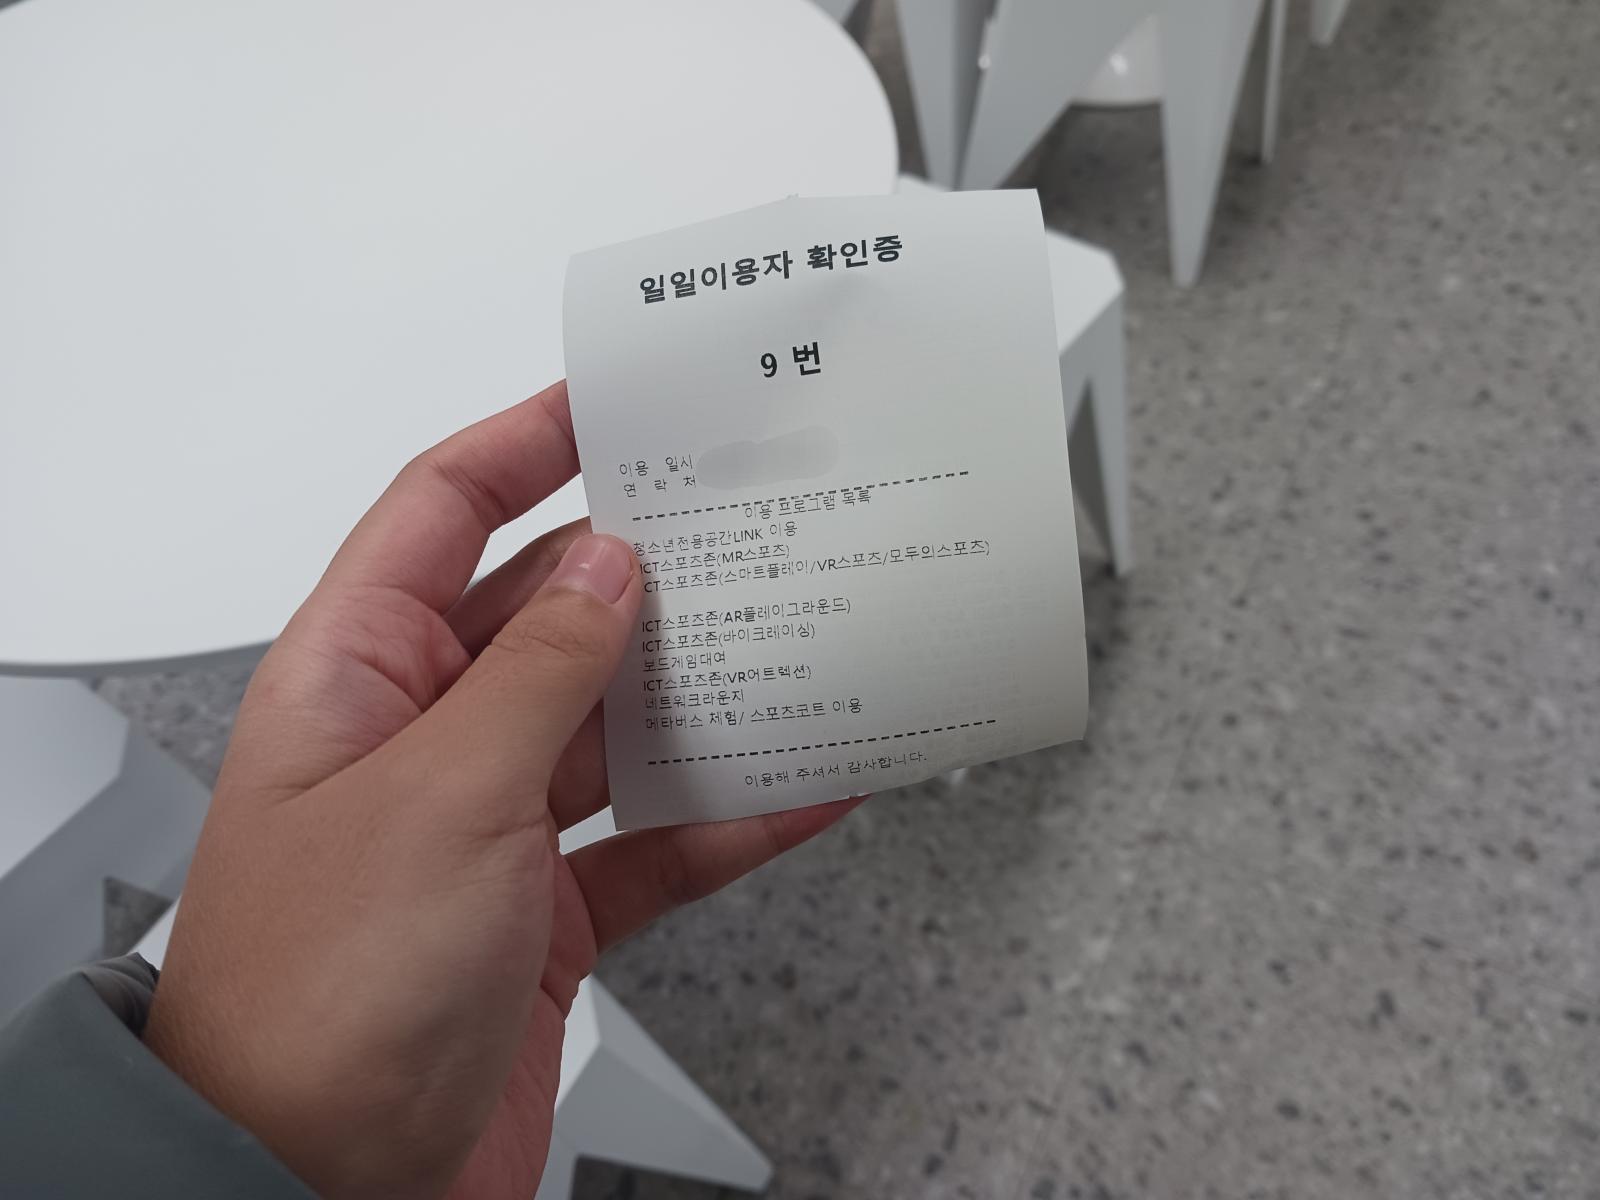 일일이용자 확인증
9 번
이용 일시
연 락 처
이용 프로그램 목록
청소년전용공간LINK 이용
ICT스포츠존(MR스포츠)
ICT스포츠존(스마트플레이/VR스포츠/모두의스포츠)
ICT스포츠존(AR플레이그라운드)
ICT스포츠존(바이크레이싱)
보드게임대여
ICT스포츠존(VR어트렉션)
네트워크라운지
메타버스 체험/ 스포츠코트 이용
이용해 주셔서 감사합니다.